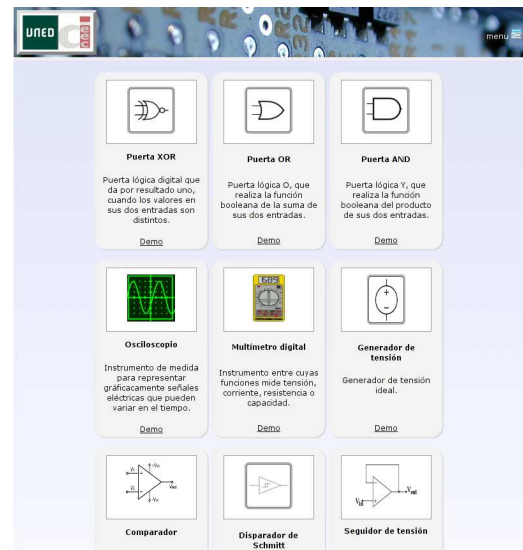 UNED
menu
Puerta XOR
Puerta lógica digital que
da por resultado uno,
cuando los valores en
sus dos entradas son
distintos.
Demo
Puerta OR
Puerta lógica O, que
realiza la función
booleana de la suma de
sus dos entradas.
Demo
Puerta AND
Puerta lógica Y, que
realiza la función
booleana del producto
de sus dos entradas.
Demo
Osciloscopio
Instrumento de medida
para representar
gráficacamente señales
eléctricas que pueden
variar en el tiempo.
Demo
Multímetro digital
Instrumento entre cuyas
funciones mide tensión,
corriente, resistencia o
capacidad.
Demo
Generador de
tensión
Generador de tensión
ideal.
Demo
Comparador
Disparador de
Schmitt
Vout
Seguidor de tensión